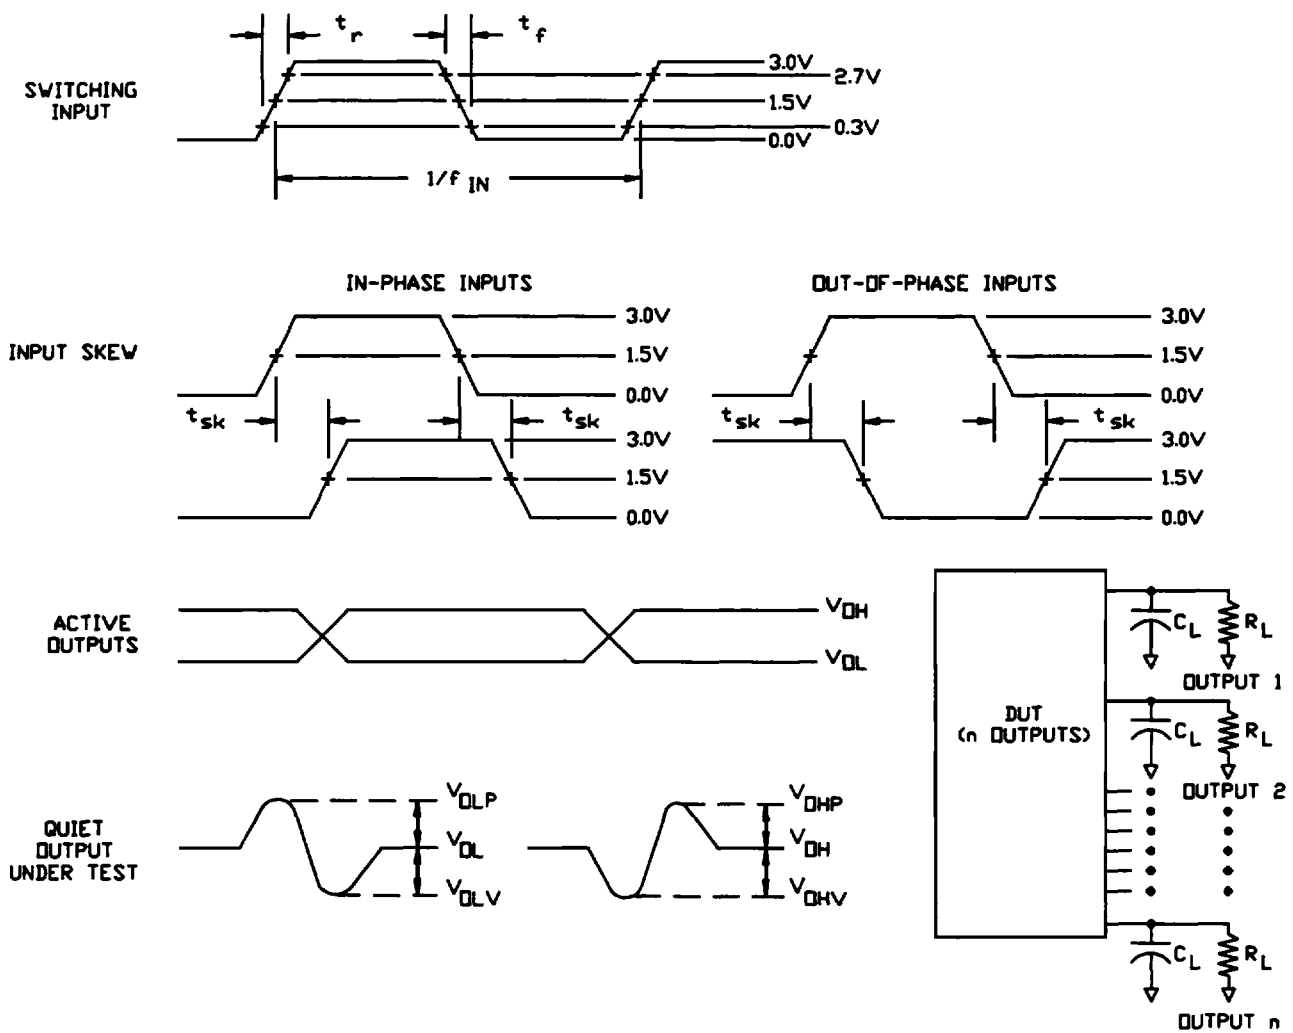 t r
t f
SWITCHING
INPUT
3.0V
2.7V
1.5V
0.3V
0.0V
1/f IN
IN-PHASE INPUTS
OUT-OF-PHASE INPUTS
INPUT SKEW
3.0V
1.5V
0.0V
3.0V
1.5V
0.0V
t sk
t sk
t sk
t sk
3.0V
1.5V
0.0V
3.0V
1.5V
0.0V
ACTIVE
OUTPUTS
V OH
V OL
DUT
(n OUTPUTS)
C L
R L
OUTPUT 1
C L
R L
OUTPUT 2
C L
R L
OUTPUT n
QUIET
OUTPUT
UNDER TEST
V OLP
V OL
V OLV
V OHP
V OH
V OHV